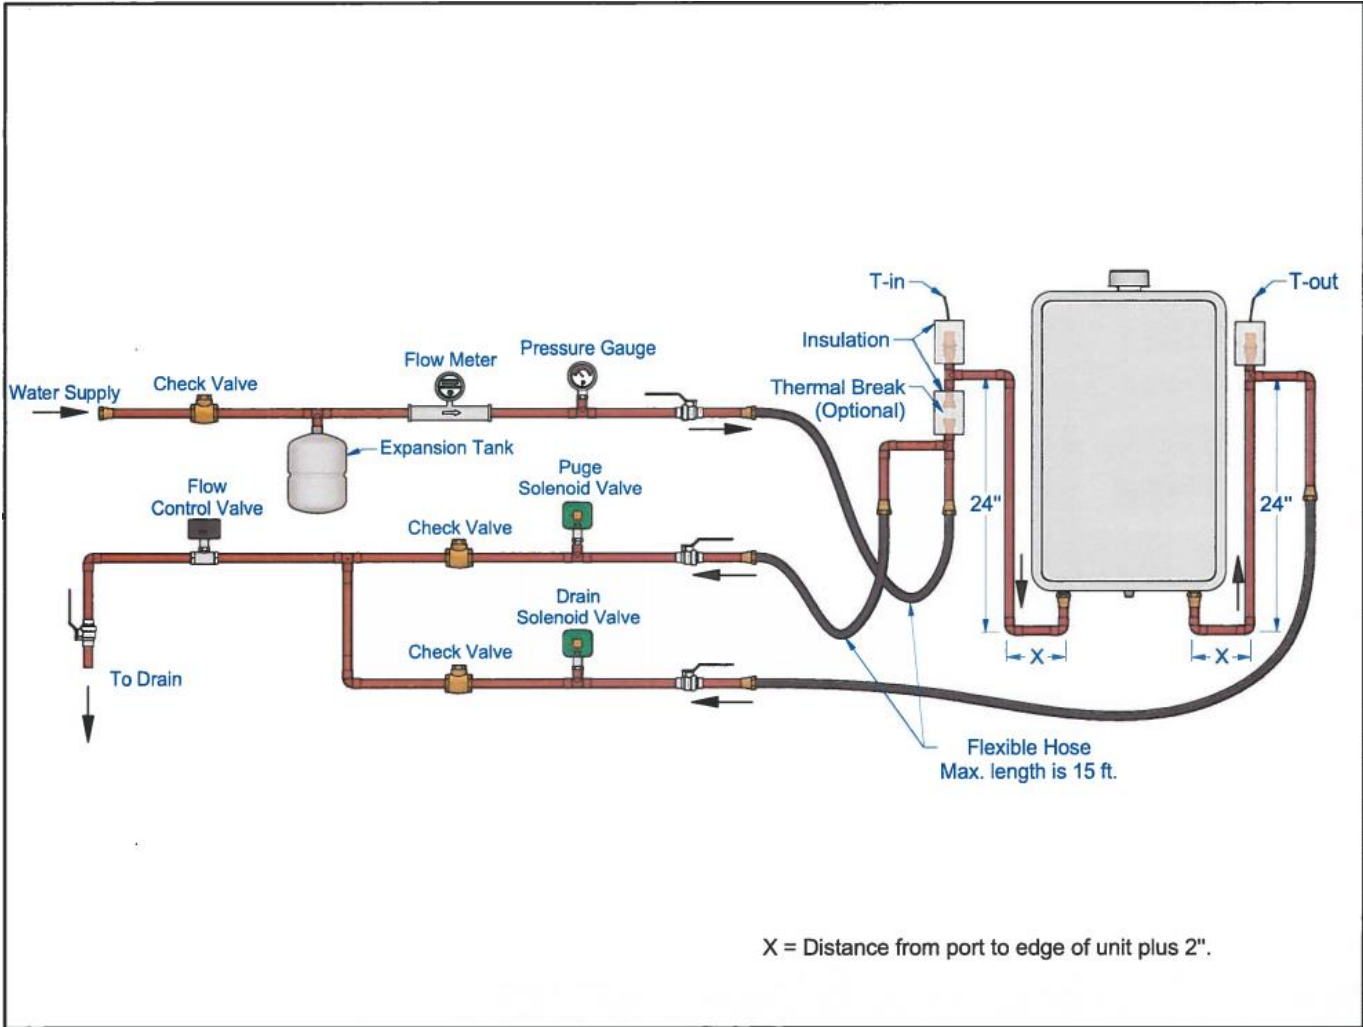 T-in
T-out
Insulation
Pressure Gauge
Flow Meter
Thermal Break
(Optional)
Check Valve
Water Supply
Expansion Tank
Puge
Solenoid Valve
Flow
Control Valve
24"
24"
Check Valve
Drain
Solenoid Valve
Check Valve
X
X
To Drain
Flexible Hose
Max. length is 15 ft.
X = Distance from port to edge of unit plus 2".